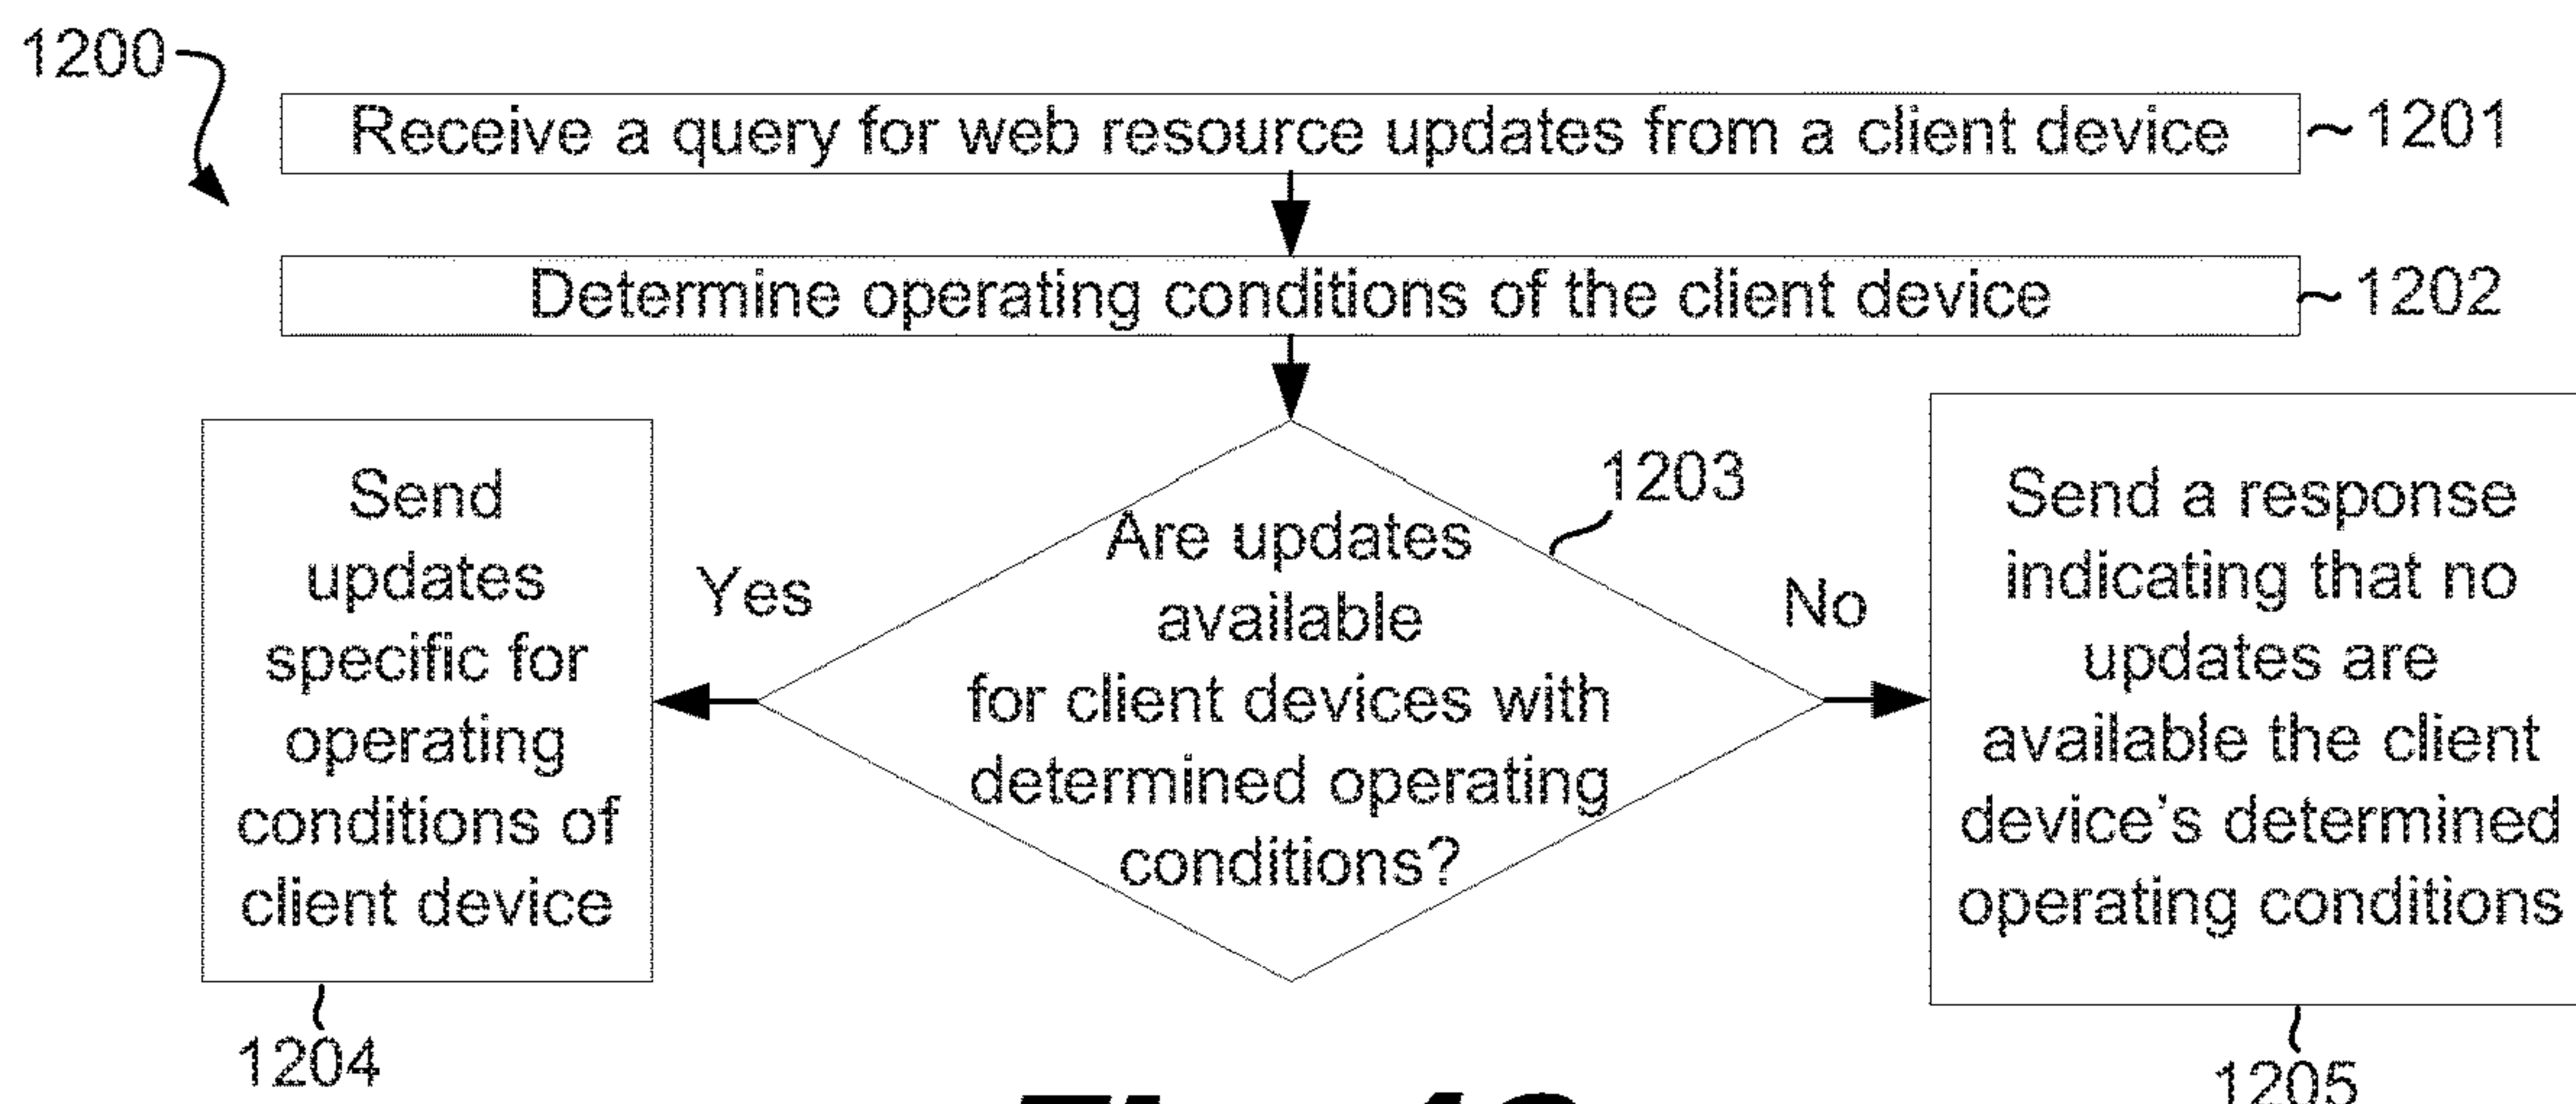 1200
Receive a query for web resource updates from a client device
1201
Determine operating conditions of the client device
1202
Send
updates
specific for
operating
conditions of
client device
1204
Yes
Are updates
available
for client devices with
determined operating
conditions?
1203
No
Send a response
indicating that no
updates are
available the client
device's determined
operating conditions
1205